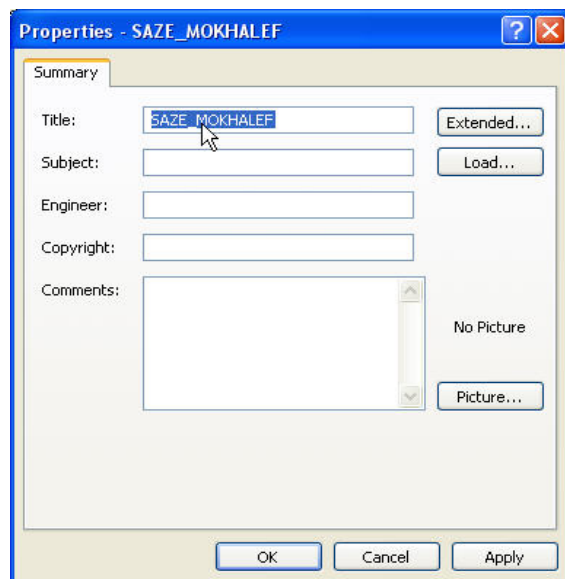 Properties - SAZE_MOKHALEF
Summary
Title: SAZE_MOKHALEF Extended...
Subject: Load...
Engineer:
Copyright:
Comments:
No Picture
Picture...
OK Cancel Apply